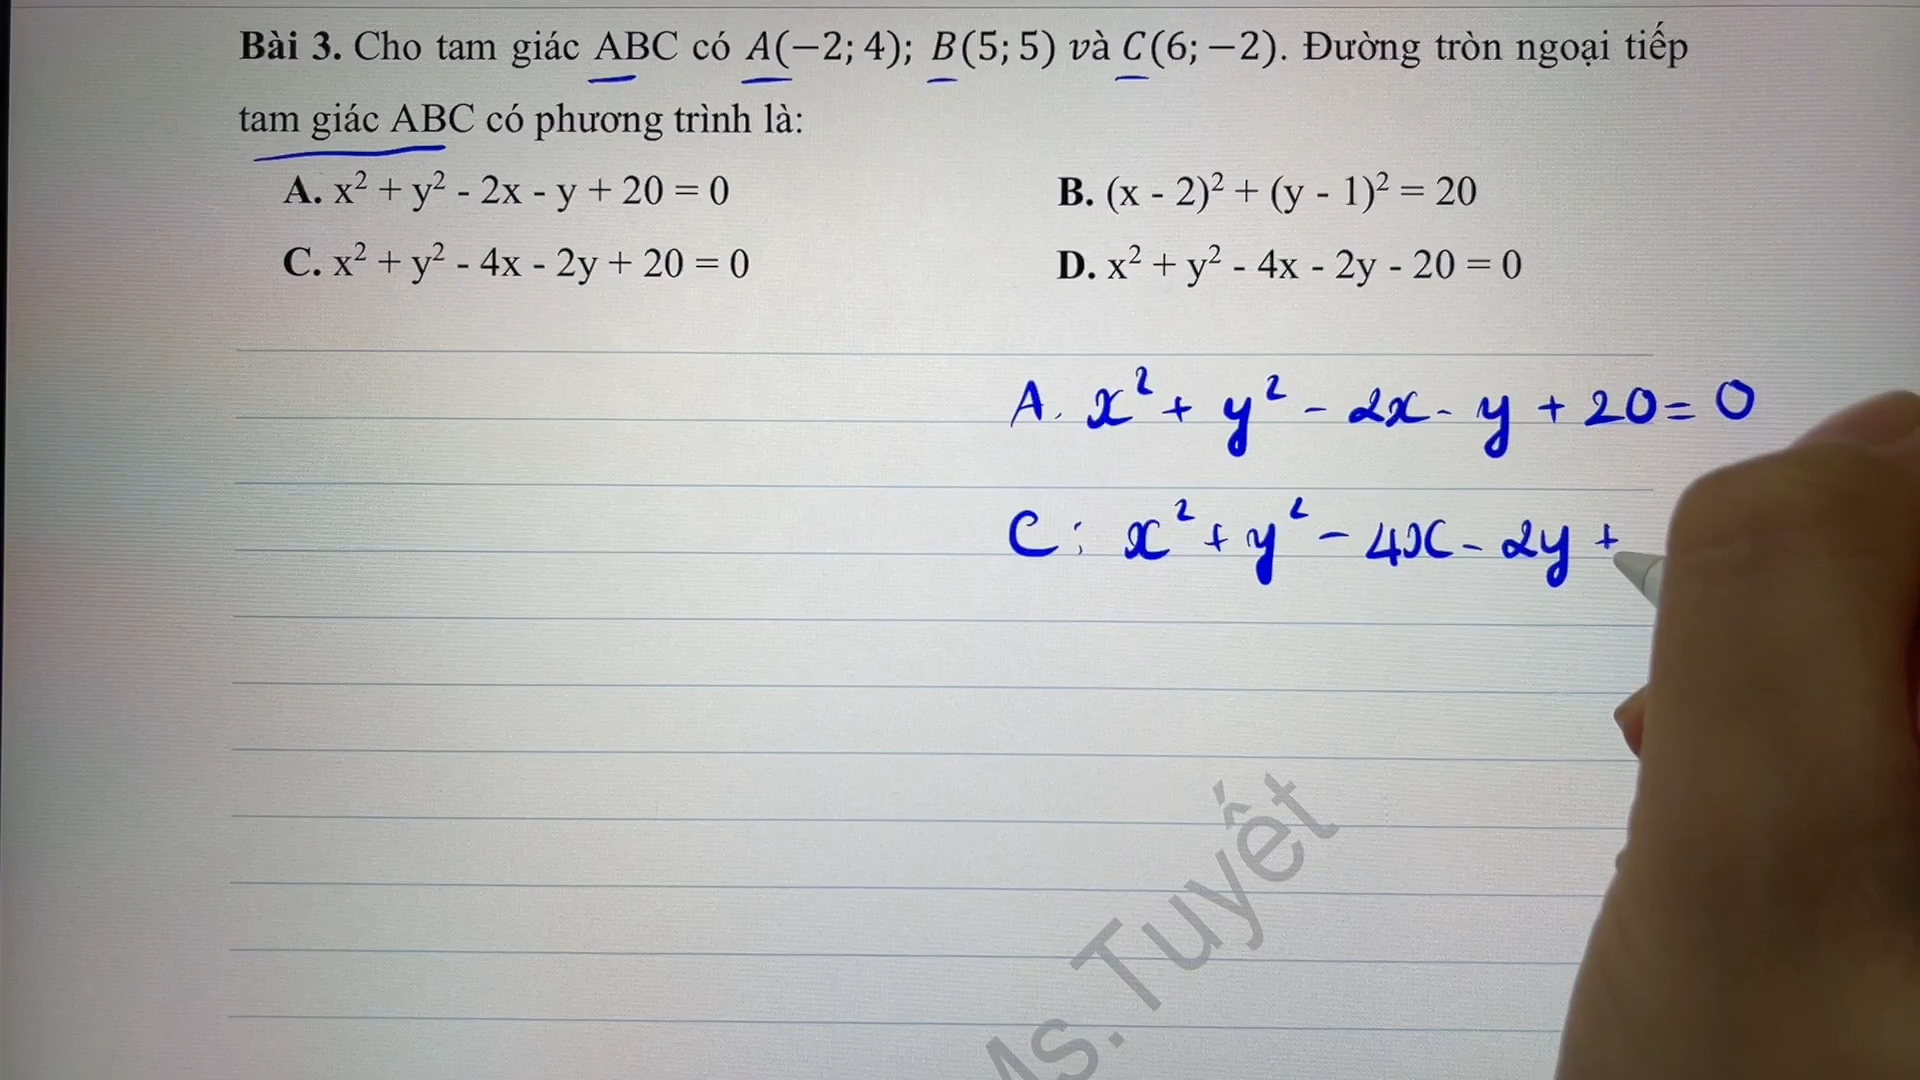 Bài 3. Cho tam giác ABC có A(−2; 4); B(5; 5) và C(6; −2). Đường tròn ngoại tiếp
tam giác ABC có phương trình là:
A. x² + y² - 2x - y + 20 = 0
B. (x - 2)² + (y - 1)² = 20
C. x² + y² - 4x - 2y + 20 = 0
D. x² + y² - 4x - 2y - 20 = 0
A. x² + y² - 2x - y + 20 = 0
C : x² + y² - 4x - 2y +
Ms.Tuyết